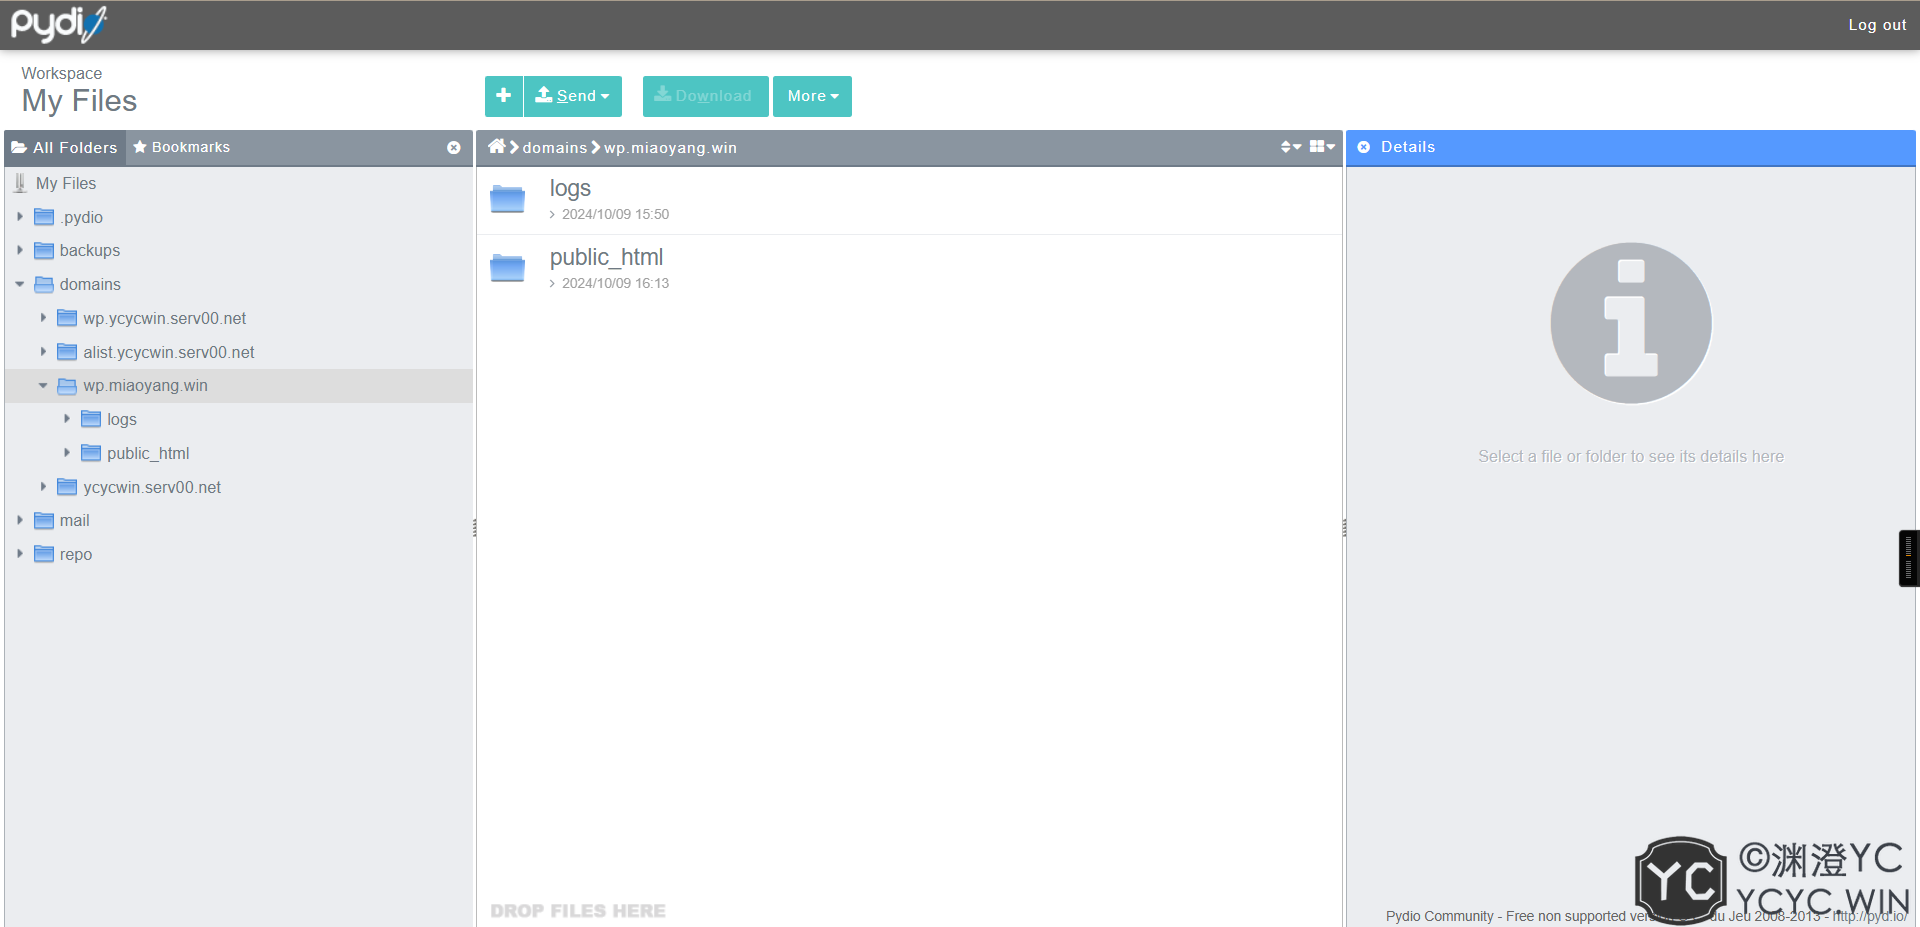 pydio
Log out
Workspace
My Files
Send
Download
More
All Folders
Bookmarks
domains wp.miaoyang.win
Details
My Files
.pydio
backups
domains
wp.ycycwin.serv00.net
alist.ycycwin.serv00.net
wp.miaoyang.win
logs
public_html
ycycwin.serv00.net
mail
repo
logs
2024/10/09 15:50
public_html
2024/10/09 16:13
DROP FILES HERE
Select a file or folder to see its details here
YC
©渊澄YC
YCYC.WIN
Pydio Community - Free non supported du Jeu 2008-2013 - http://pyd.io/